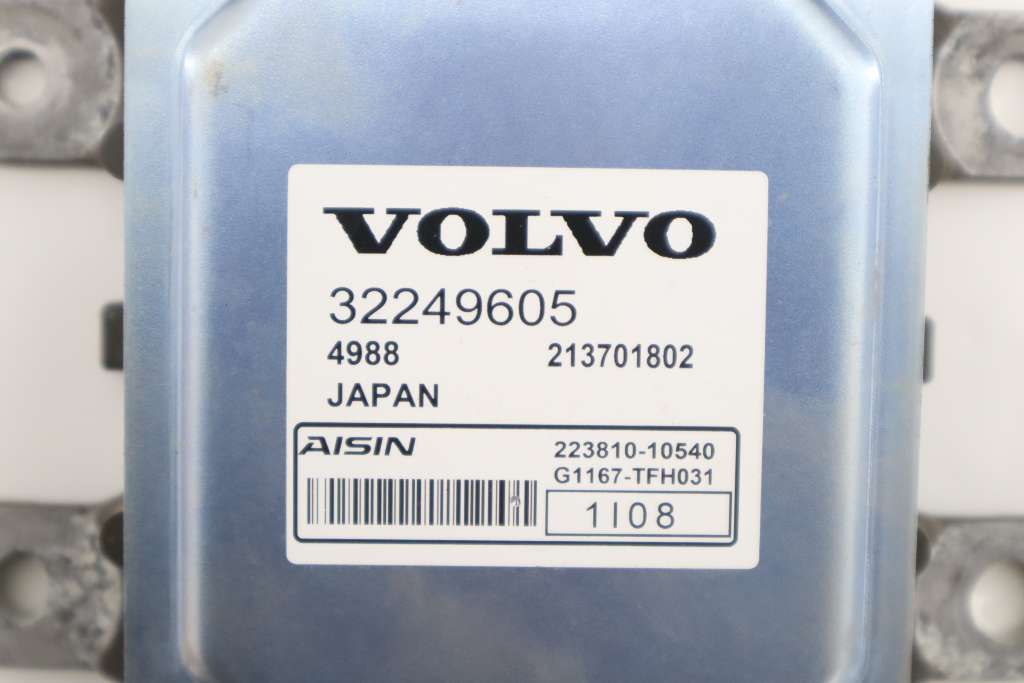 VOLVO
32249605
4988 213701802
JAPAN
AISIN 223810-10540
G1167-TFH031
1I08